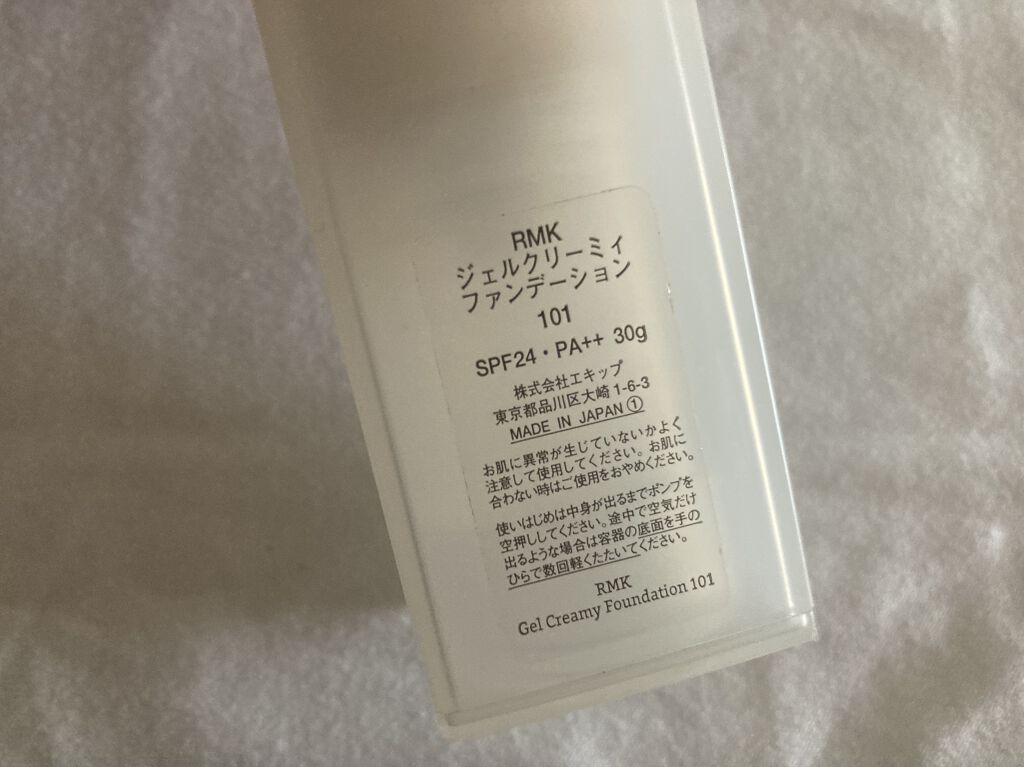 RMK
ジェルクリーミィ
ファンデーション
101
SPF24・PA++ 30g
株式会社エキップ
東京都品川区大崎1-6-3
MADE IN JAPAN①
お肌に異常が生じていないかよく
注意して使用してください。お肌に
合わない時はご使用をおやめください。
使いはじめは中身が出るまでポンプを
空押ししてください。途中で空気だけ
出るような場合は容器の底面を手の
ひらで数回軽くたたいてください。
RMK
Gel Creamy Foundation 101